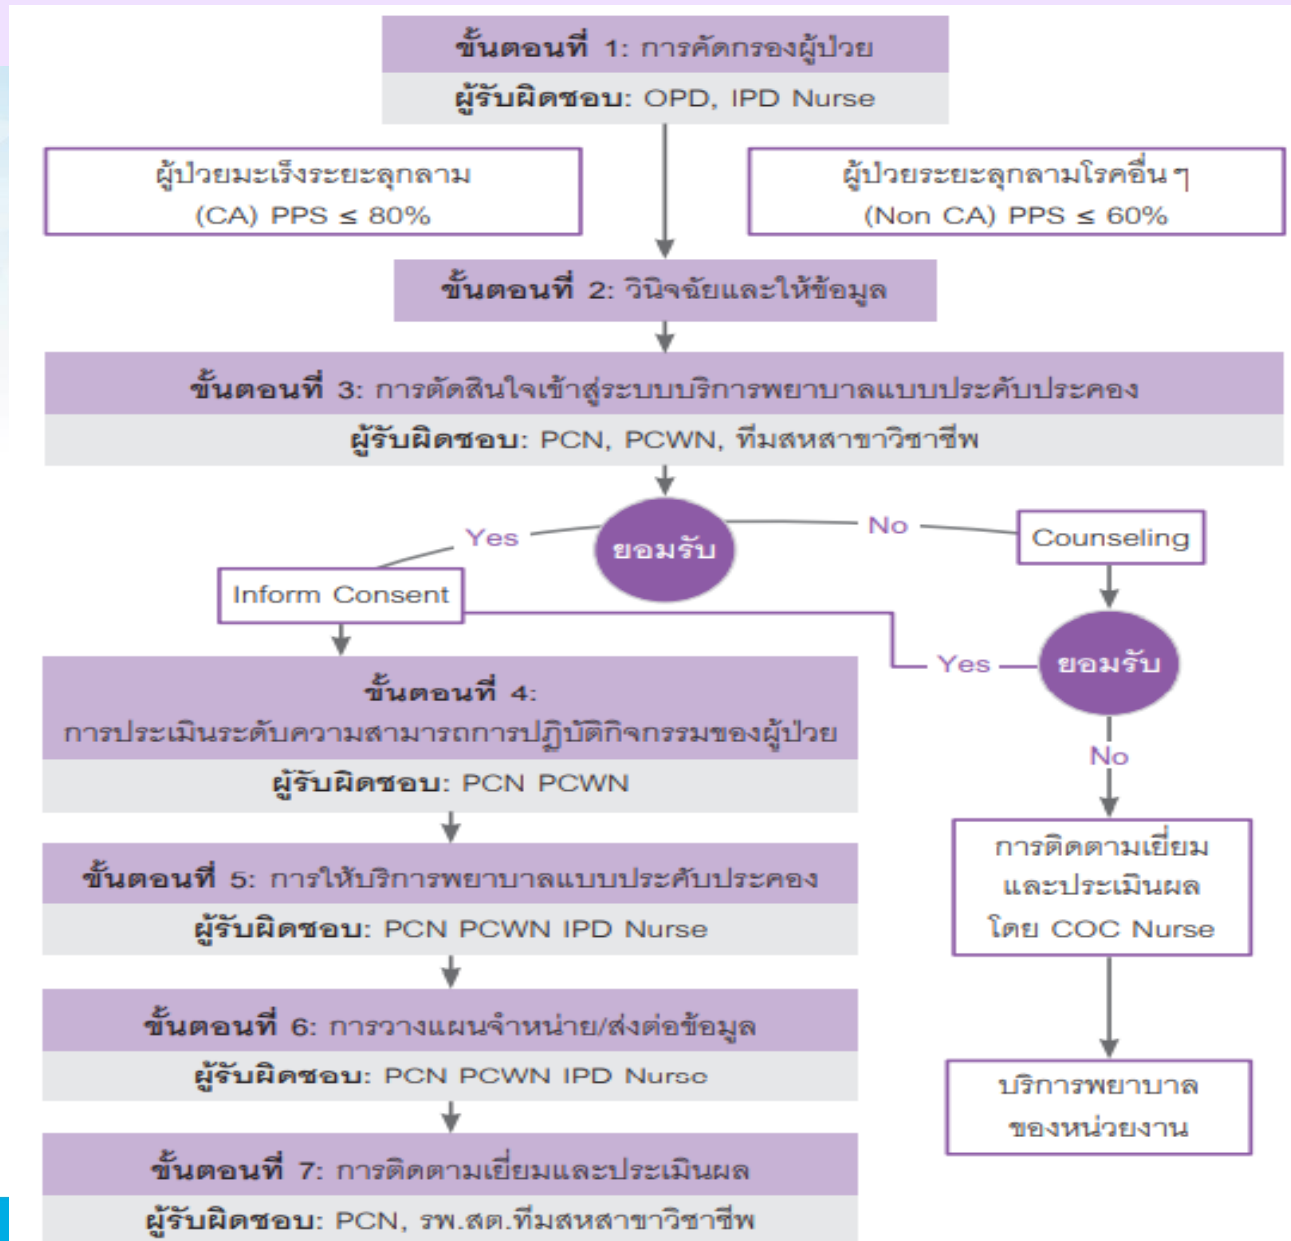 ขั้นตอนที่ 1: การคัดกรองผู้ป่วย
ผู้รับผิดชอบ: OPD, IPD Nurse
ผู้ป่วยมะเร็งระยะลุกลาม
(CA) PPS ≤ 80%
ผู้ป่วยระยะลุกลามโรคอื่น ๆ
(Non CA) PPS ≤ 60%
ขั้นตอนที่ 2: วินิจฉัยและให้ข้อมูล
ขั้นตอนที่ 3: การตัดสินใจเข้าสู่ระบบบริการพยาบาลแบบประคับประคอง
ผู้รับผิดชอบ: PCN, PCWN, ทีมสหสาขาวิชาชีพ
ยอมรับ
Yes
No
Counseling
Inform Consent
Yes
ยอมรับ
No
ขั้นตอนที่ 4:
การประเมินระดับความสามารถการปฏิบัติกิจกรรมของผู้ป่วย
ผู้รับผิดชอบ: PCN PCWN
ขั้นตอนที่ 5: การให้บริการพยาบาลแบบประคับประคอง
ผู้รับผิดชอบ: PCN PCWN IPD Nurse
ขั้นตอนที่ 6: การวางแผนจำหน่าย/ส่งต่อข้อมูล
ผู้รับผิดชอบ: PCN PCWN IPD Nurse
ขั้นตอนที่ 7: การติดตามเยี่ยมและประเมินผล
ผู้รับผิดชอบ: PCN, รพ.สต.ทีมสหสาขาวิชาชีพ
การติดตามเยี่ยม
และประเมินผล
โดย COC Nurse
บริการพยาบาล
ของหน่วยงาน